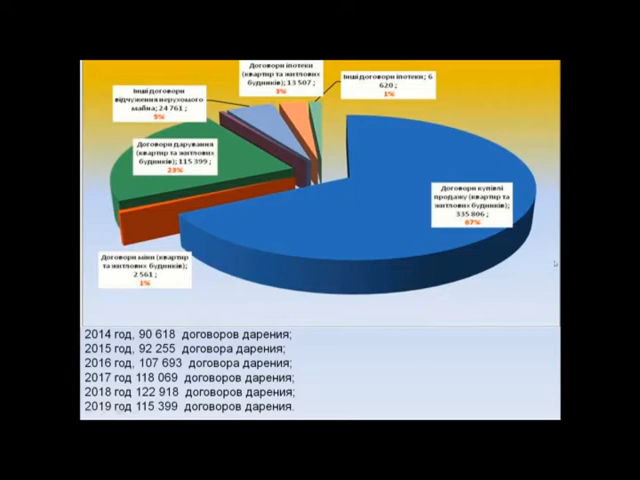 Договори іпотеки
(квартир та житлових
будинків); 13 507 ;
3%
Інші договори іпотеки; 6
620 ;
1%
Інші договори
відчуження нерухомого
майна; 24 761 ;
5%
Договори дарування
(квартир та житлових
будинків); 115 399 ;
23%
Договори купівлі
продажу (квартир та
житлових будинків);
335 806 ;
67%
Договори міни (квартир
та житлових будинків);
2 561 ;
1%
2014 год, 90 618 договоров дарения;
2015 год, 92 255 договора дарения;
2016 год, 107 693 договора дарения;
2017 год 118 069 договоров дарения;
2018 год 122 918 договоров дарения;
2019 год 115 399 договоров дарения.